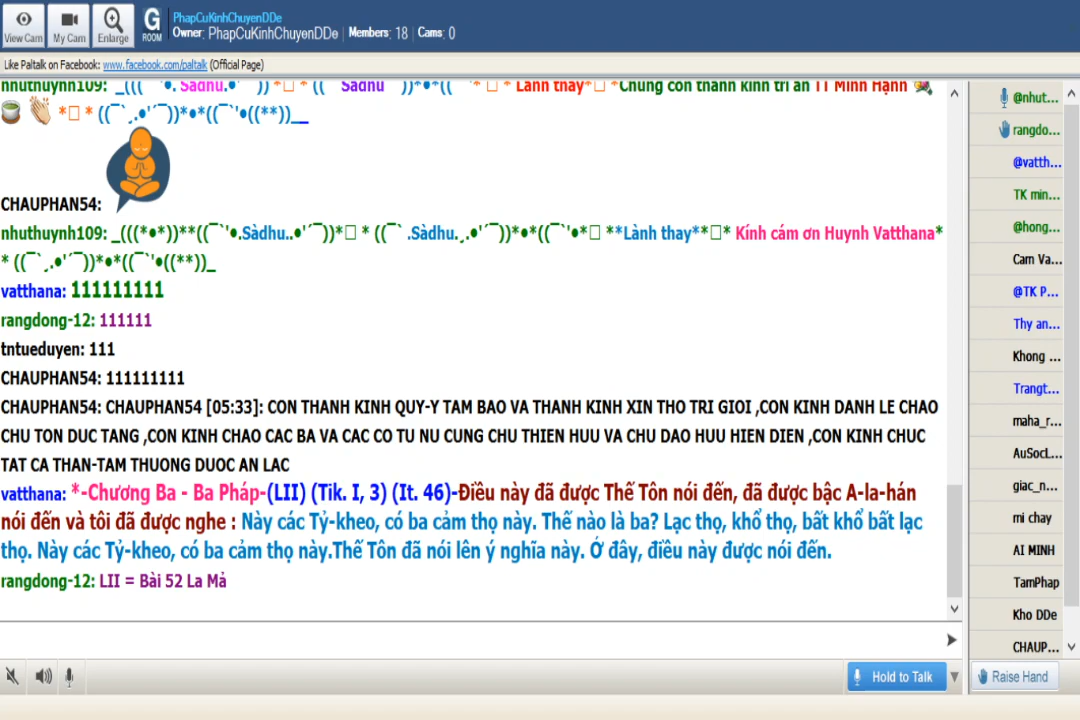 PhapCuKinhChuyenDDe
View Cam My Cam Enlarge G ROOM Owner: PhapCuKinhChuyenDDe | Members: 18 | Cams: 0
Like Paltalk on Facebook: www.facebook.com/paltalk (Official Page)
nhuthuynh109: Sadhu Sadhu Lành thay Chúng con thành kính tri ân TT Minh Hạnh
CHAUPHAN54:
nhuthuynh109: _(((*•*))**((¯`'•.Sàdhu..•'´¯))*□ * ((¯` .Sàdhu.¸.•'´¯))*•*((¯`'•*□ **Lành thay**□* Kính cám ơn Huynh Vatthana*
* ((¯`¸.•'´¯))*•*((¯`'•((**))_
vatthana: 111111111
rangdong-12: 111111
tntueduyen: 111
CHAUPHAN54: 111111111
CHAUPHAN54: CHAUPHAN54 [05:33]: CON THANH KINH QUY-Y TAM BAO VA THANH KINH XIN THO TRI GIOI ,CON KINH DANH LE CHAO
CHU TON DUC TANG ,CON KINH CHAO CAC BA VA CAC CO TU NU CUNG CHU THIEN HUU VA CHU DAO HUU HIEN DIEN ,CON KINH CHUC
TAT CA THAN-TAM THUONG DUOC AN LAC
vatthana: *-Chương Ba - Ba Pháp-(LII) (Tik. I, 3) (It. 46)-Điều này đã được Thế Tôn nói đến, đã được bậc A-la-hán
nói đến và tôi đã được nghe : Này các Tỷ-kheo, có ba cảm thọ này. Thế nào là ba? Lạc thọ, khổ thọ, bất khổ bất lạc
thọ. Này các Tỷ-kheo, có ba cảm thọ này.Thế Tôn đã nói lên ý nghĩa này. Ở đây, điều này được nói đến.
rangdong-12: LII = Bài 52 La Mả
@nhut...
rangdo...
@vatth...
TK min...
@hong...
Cam Va...
@TK P...
Thy an...
Khong ...
Trangt...
maha_r...
AuSocL...
giac_n...
mi chay
AI MINH
TamPhap
Kho DDe
CHAUP...
Hold to Talk
Raise Hand